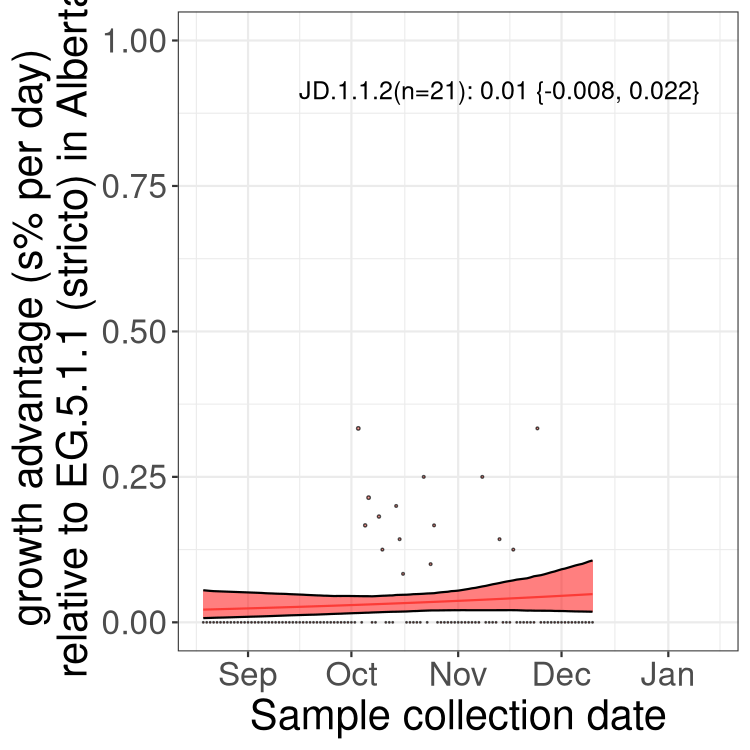 growth advantage (s% per day)
relative to EG.5.1.1 (stricto) in Alberta
1.00
0.75
0.50
0.25
0.00
JD.1.1.2(n=21): 0.01 {-0.008, 0.022}
Sep Oct Nov Dec Jan
Sample collection date